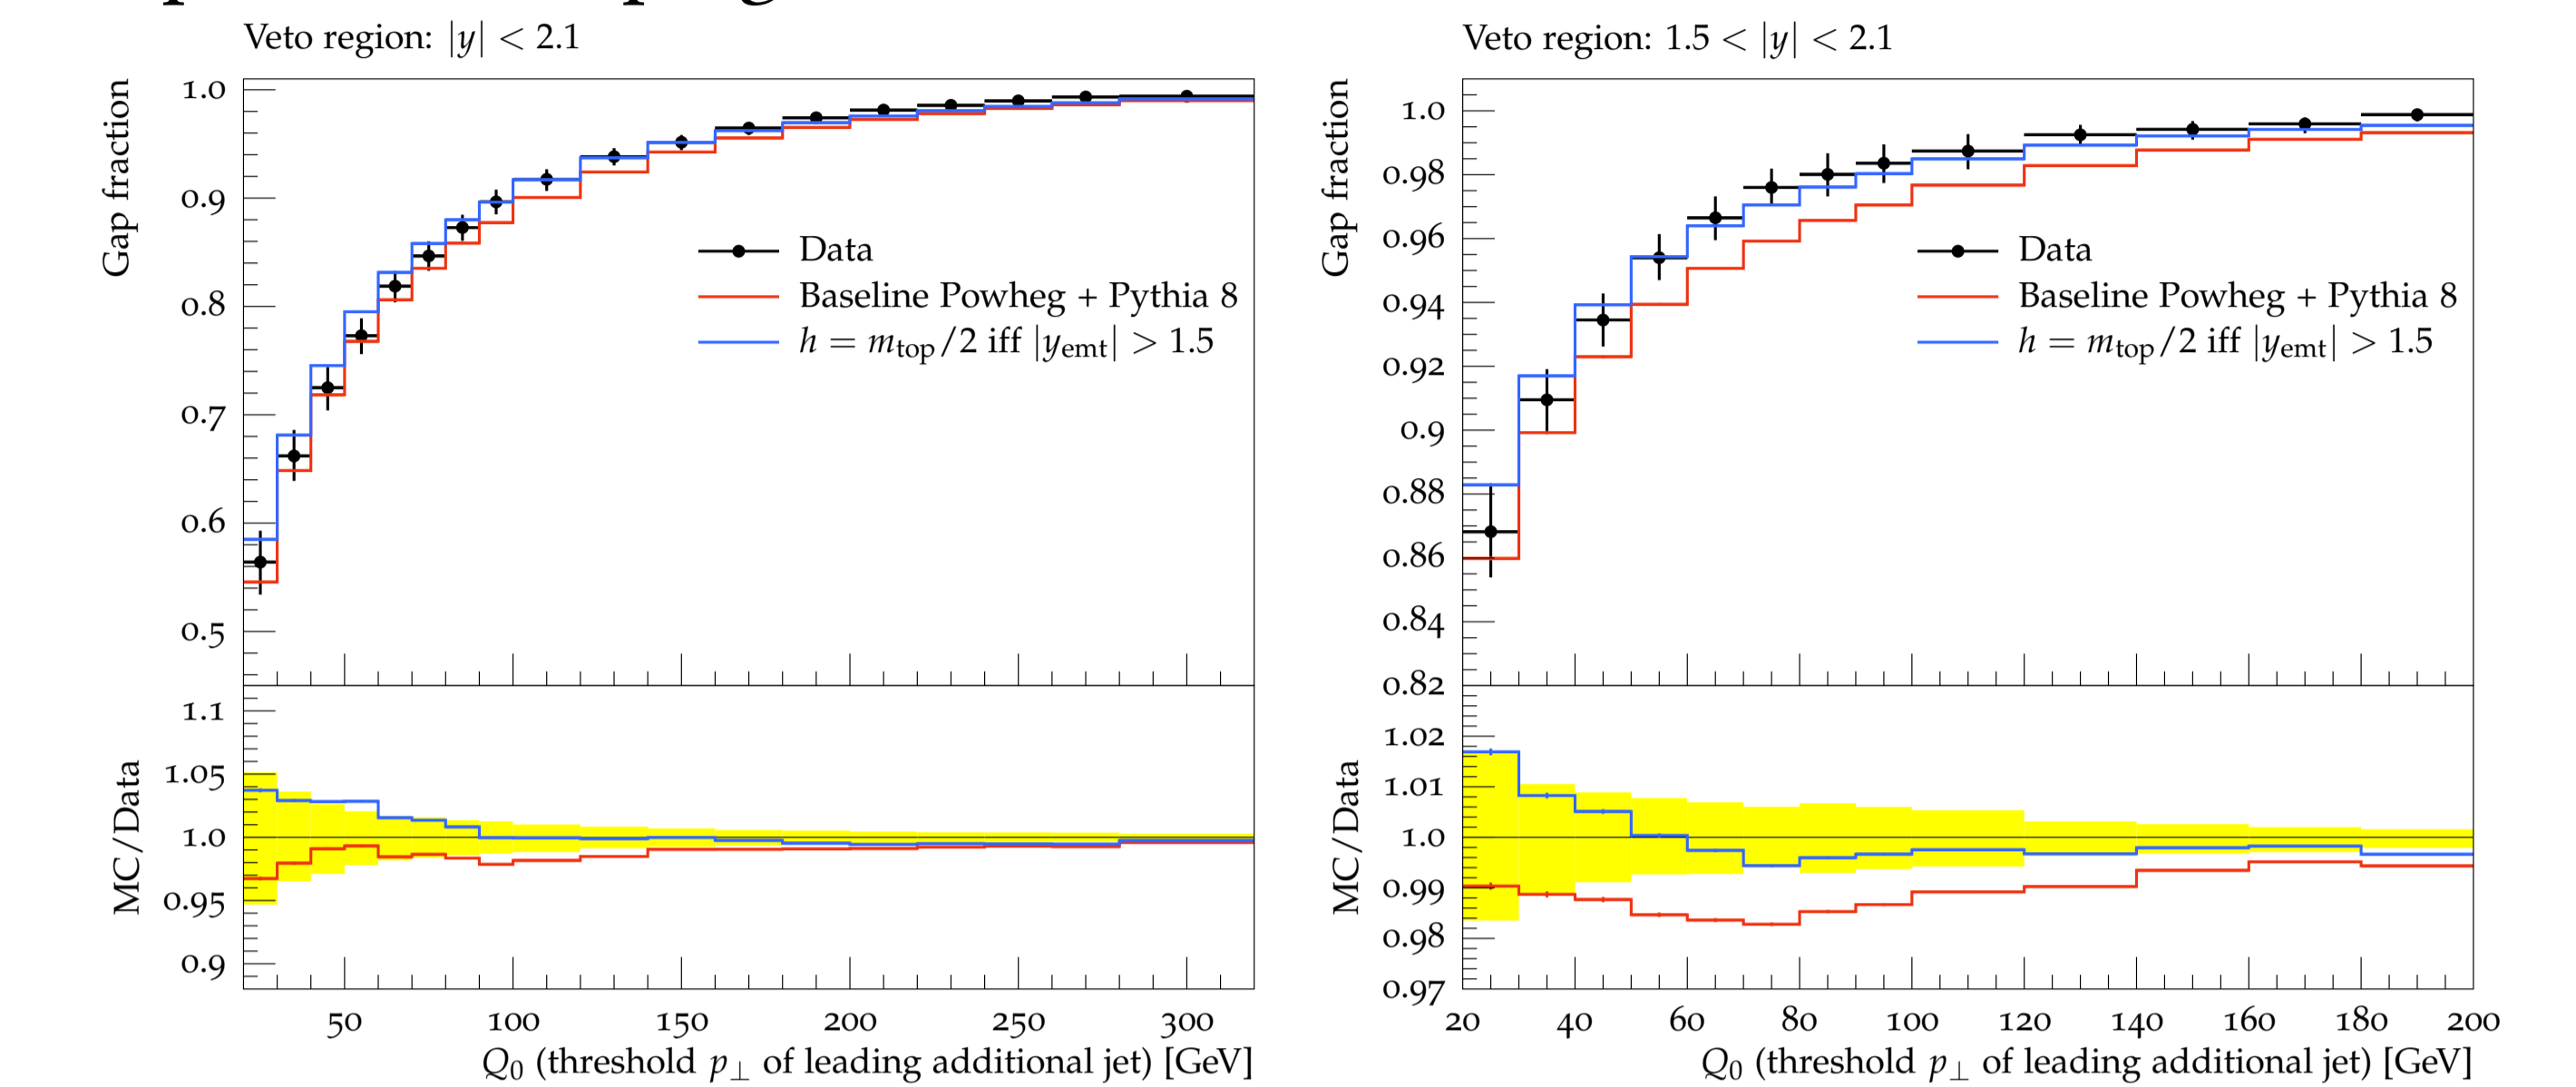 Veto region: |y| < 2.1
Gap fraction
1.0
0.9
0.8
0.7
0.6
0.5
Data
Baseline Powheg + Pythia 8
h = m_top/2 iff |y_emt| > 1.5
MC/Data
1.1
1.05
1.0
0.95
0.9
50 100 150 200 250 300
Q₀ (threshold p⊥ of leading additional jet) [GeV]
Veto region: 1.5 < |y| < 2.1
Gap fraction
1.0
0.98
0.96
0.94
0.92
0.9
0.88
0.86
0.84
0.82
Data
Baseline Powheg + Pythia 8
h = m_top/2 iff |y_emt| > 1.5
MC/Data
1.02
1.01
1.0
0.99
0.98
0.97
20 40 60 80 100 120 140 160 180 200
Q₀ (threshold p⊥ of leading additional jet) [GeV]